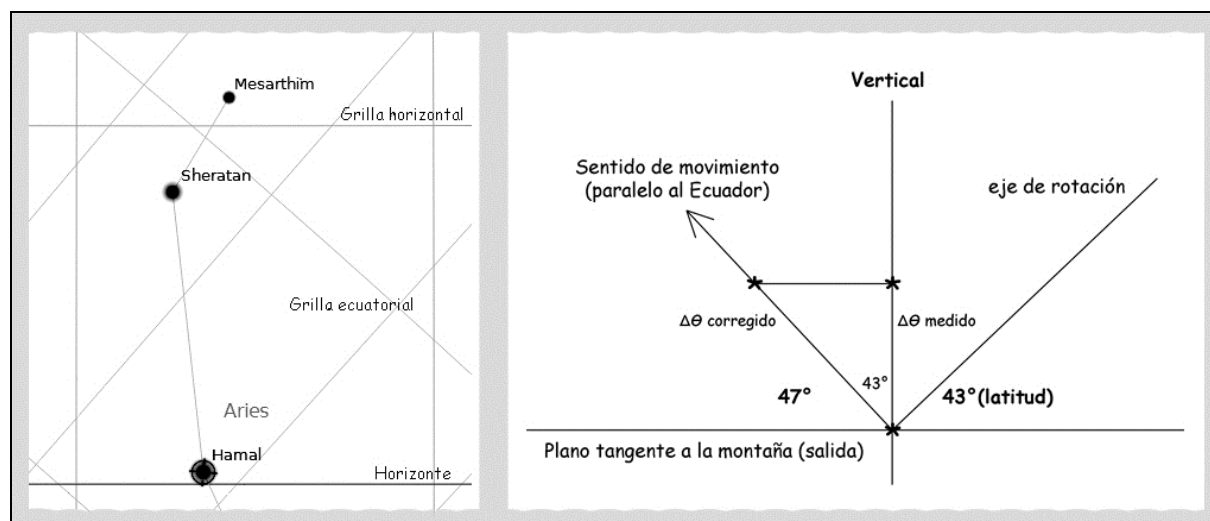 Mesarthim
Grilla horizontal
Sheratan
Grilla ecuatorial
Aries
Hamal
Horizonte
Vertical
Sentido de movimiento
(paralelo al Ecuador)
eje de rotación
Δθ corregido
Δθ medido
47°
43°
43°(latitud)
Plano tangente a la montaña (salida)